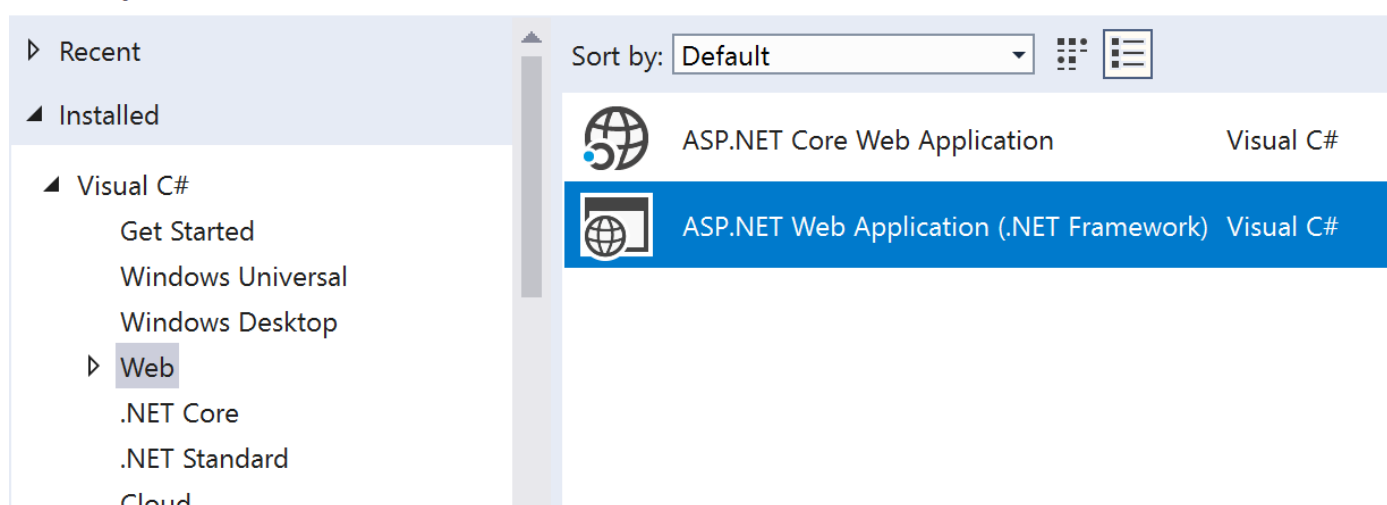 Recent
Installed
Visual C#
Get Started
Windows Universal
Windows Desktop
Web
.NET Core
.NET Standard
Cloud
Sort by: Default
ASP.NET Core Web Application Visual C#
ASP.NET Web Application (.NET Framework) Visual C#